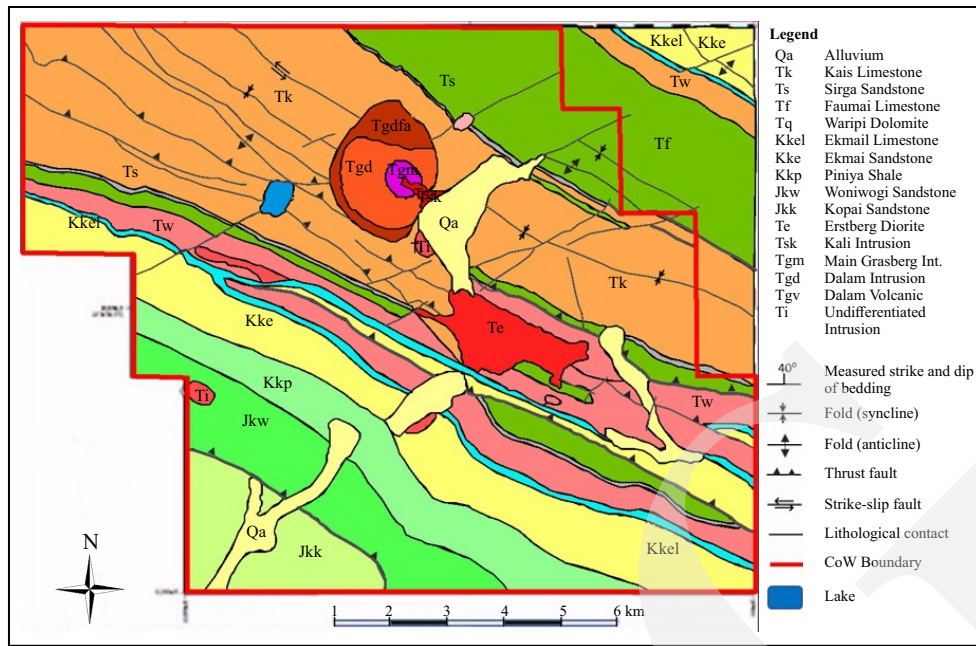 Kkel
Kke
Tw
Ts
Tk
Tgdfa
Tf
Tgd
Tgm
Tsk
Ts
Qa
Kkel
Tw
Ti
Tk
Kke
Te
Kkp
Ti
Tw
Jkw
Qa
Jkk
Kkel
N
1 2 3 4 5 6 km
Legend
Qa Alluvium
Tk Kais Limestone
Ts Sirga Sandstone
Tf Faumai Limestone
Tq Waripi Dolomite
Kkel Ekmail Limestone
Kke Ekmai Sandstone
Kkp Piniya Shale
Jkw Woniwogi Sandstone
Jkk Kopai Sandstone
Te Erstberg Diorite
Tsk Kali Intrusion
Tgm Main Grasberg Int.
Tgd Dalam Intrusion
Tgv Dalam Volcanic
Ti Undifferentiated
Intrusion
40° Measured strike and dip
of bedding
Fold (syncline)
Fold (anticline)
Thrust fault
Strike-slip fault
Lithological contact
CoW Boundary
Lake